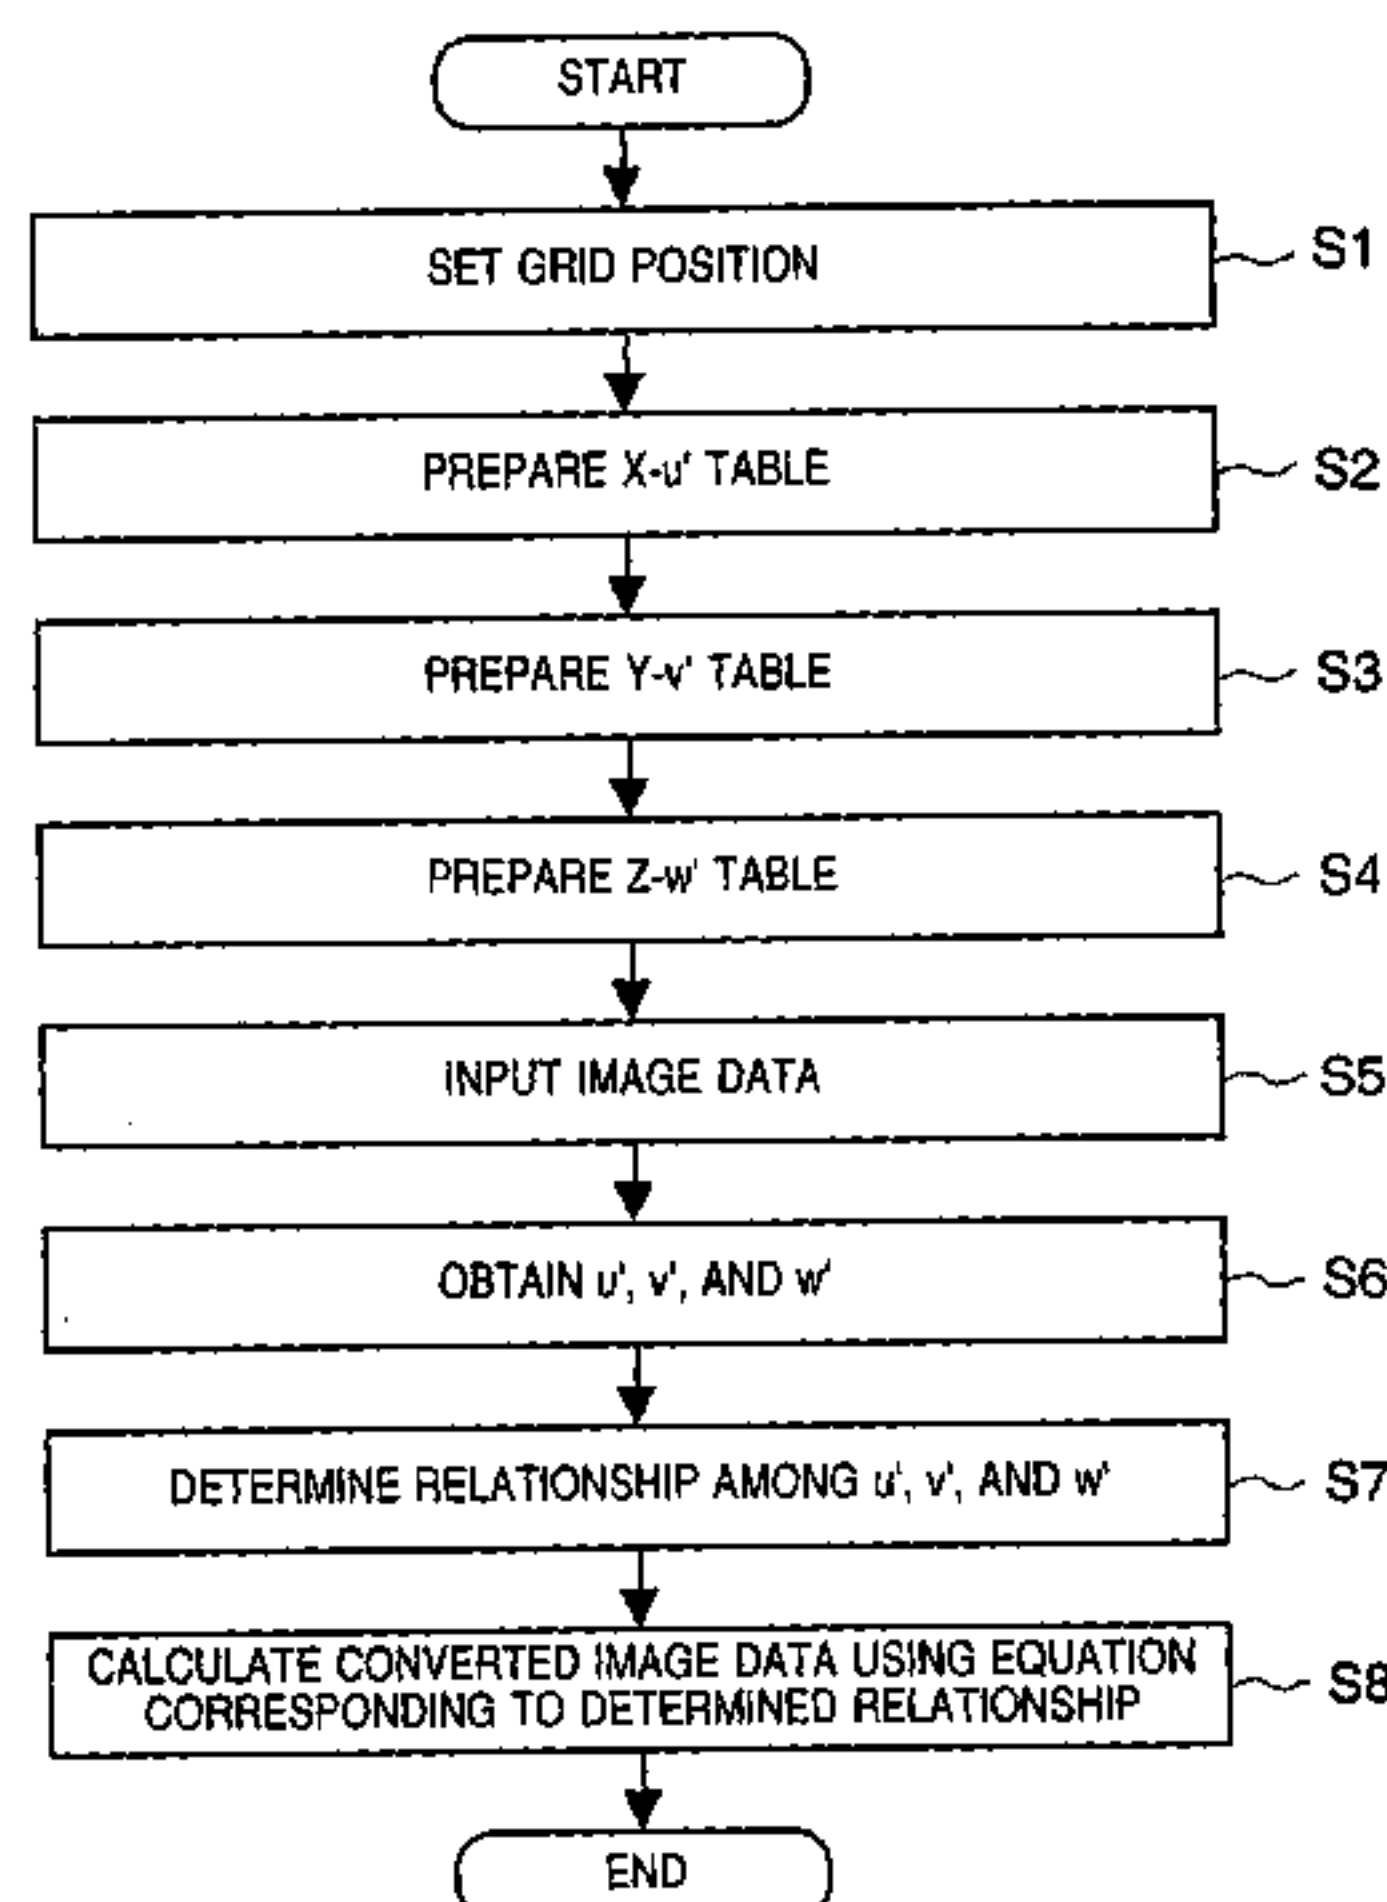 START
SET GRID POSITION
S1
PREPARE X-u' TABLE
S2
PREPARE Y-v' TABLE
S3
PREPARE Z-w' TABLE
S4
INPUT IMAGE DATA
S5
OBTAIN u', v', AND w'
S6
DETERMINE RELATIONSHIP AMONG u', v', AND w'
S7
CALCULATE CONVERTED IMAGE DATA USING EQUATION
CORRESPONDING TO DETERMINED RELATIONSHIP
S8
END